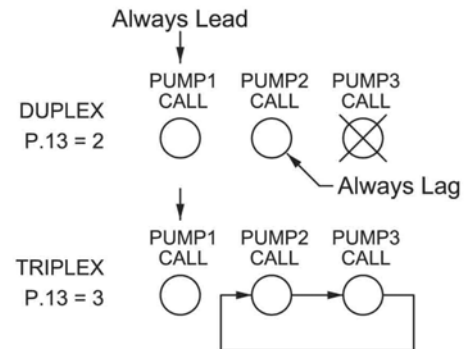 Always Lead
PUMP1 PUMP2 PUMP3
CALL CALL CALL
DUPLEX
P.13 = 2
Always Lag
PUMP1 PUMP2 PUMP3
CALL CALL CALL
TRIPLEX
P.13 = 3